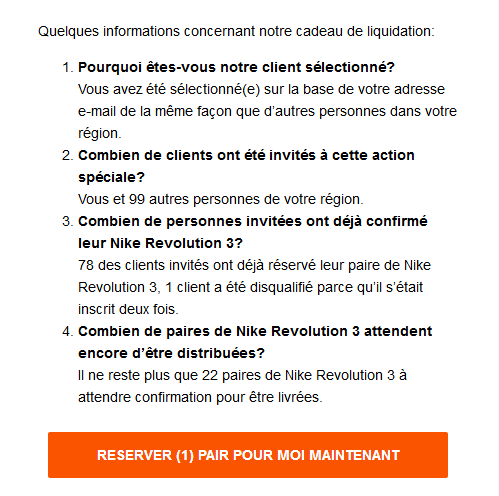 Quelques informations concernant notre cadeau de liquidation:
1. Pourquoi êtes-vous notre client sélectionné?
Vous avez été sélectionné(e) sur la base de votre adresse
e-mail de la même façon que d'autres personnes dans votre
région.
2. Combien de clients ont été invités à cette action
spéciale?
Vous et 99 autres personnes de votre région.
3. Combien de personnes invitées ont déjà confirmé
leur Nike Revolution 3?
78 des clients invités ont déjà réservé leur paire de Nike
Revolution 3, 1 client a été disqualifié parce qu'il s'était
inscrit deux fois.
4. Combien de paires de Nike Revolution 3 attendent
encore d'être distribuées?
Il ne reste plus que 22 paires de Nike Revolution 3 à
attendre confirmation pour être livrées.
RESERVER (1) PAIR POUR MOI MAINTENANT